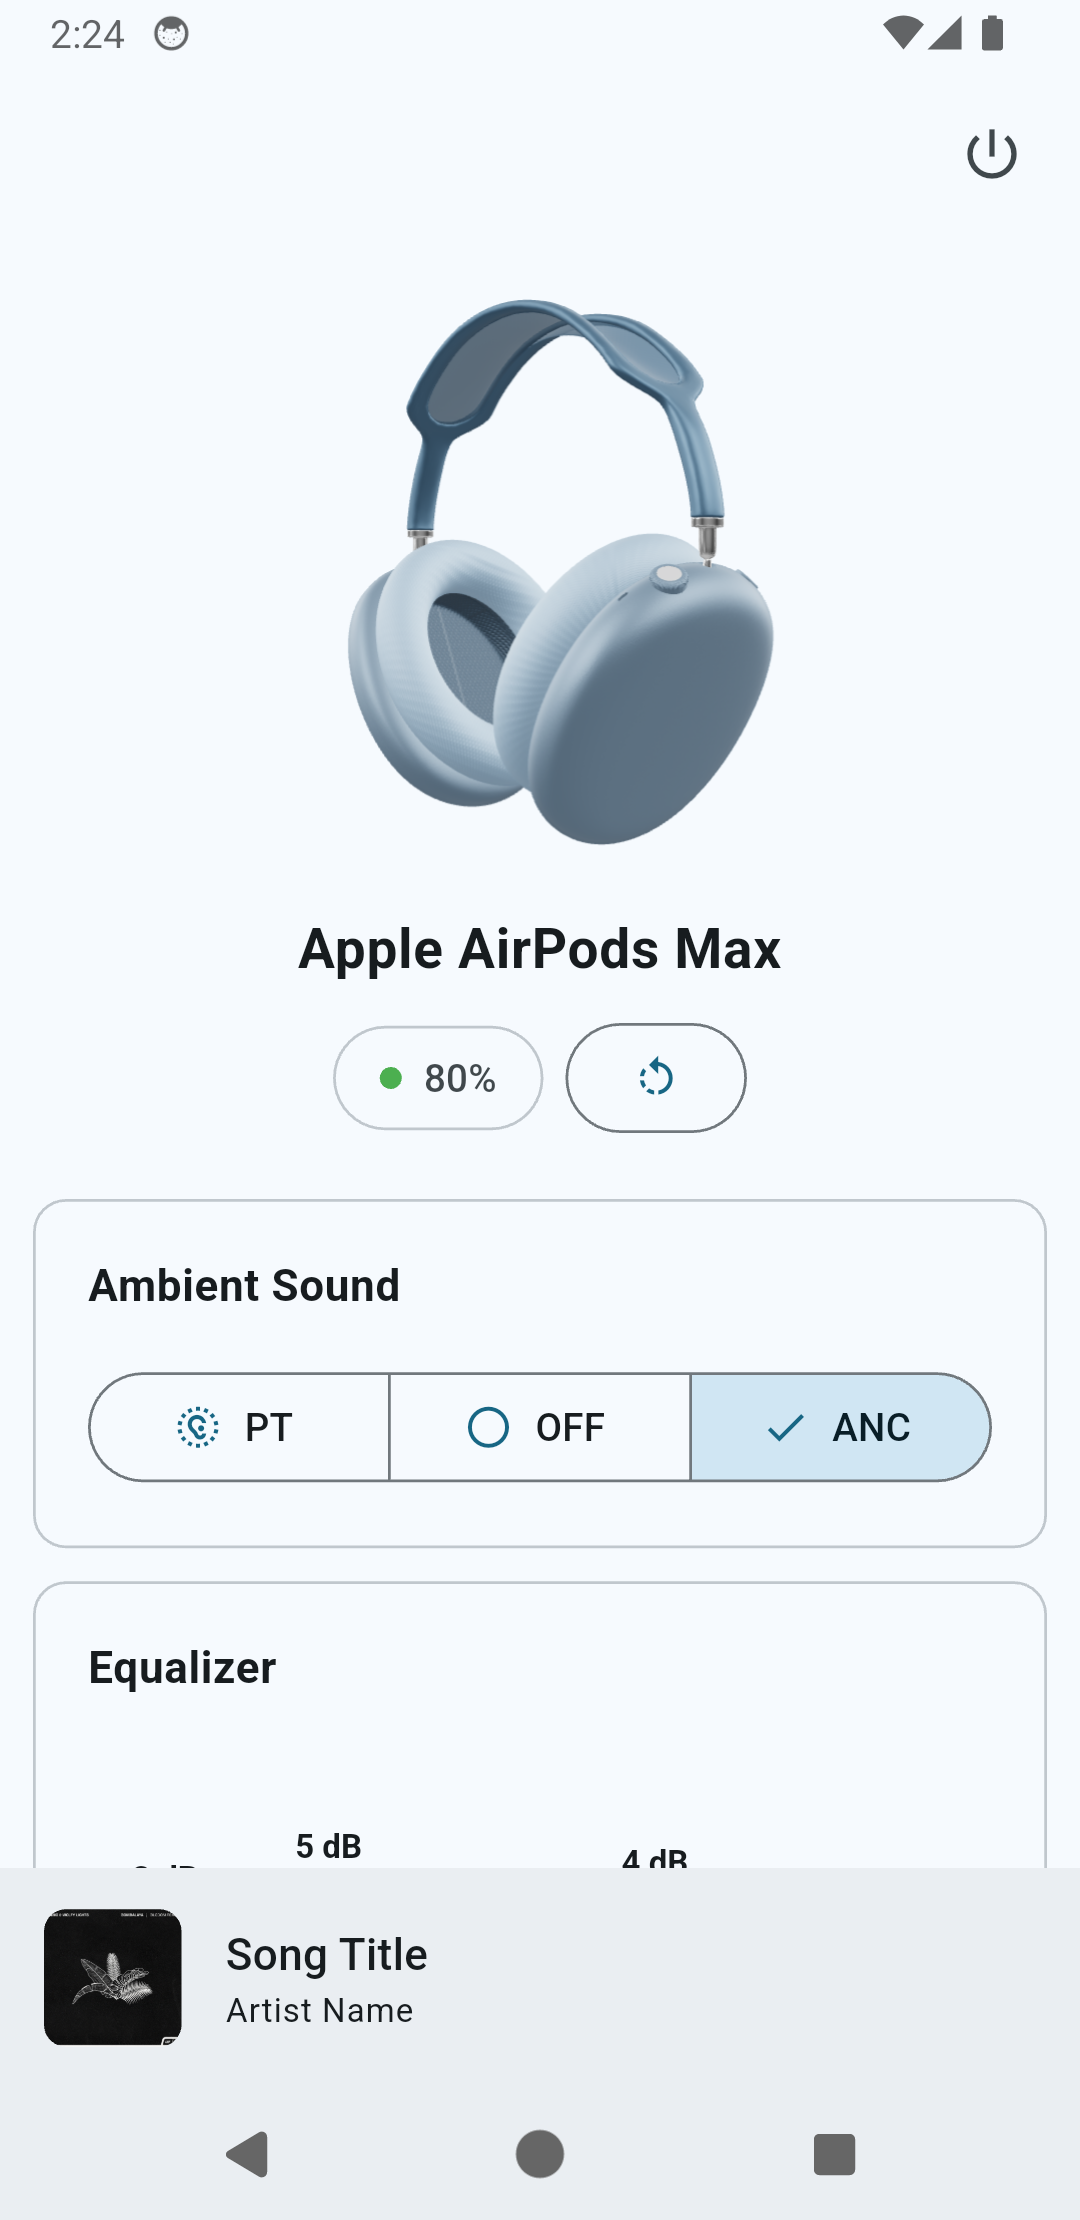 2:24
Apple AirPods Max
80%
Ambient Sound
PT
OFF
ANC
Equalizer
5 dB
4 dB
dB
Song Title
Artist Name